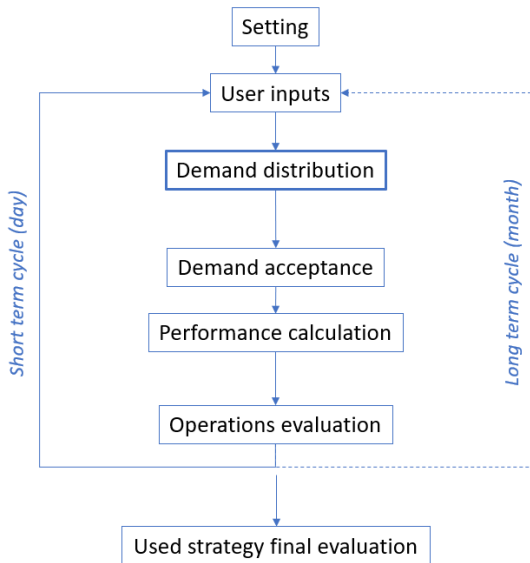 Setting
User inputs
Demand distribution
Demand acceptance
Performance calculation
Operations evaluation
Used strategy final evaluation
Short term cycle (day)
Long term cycle (month)